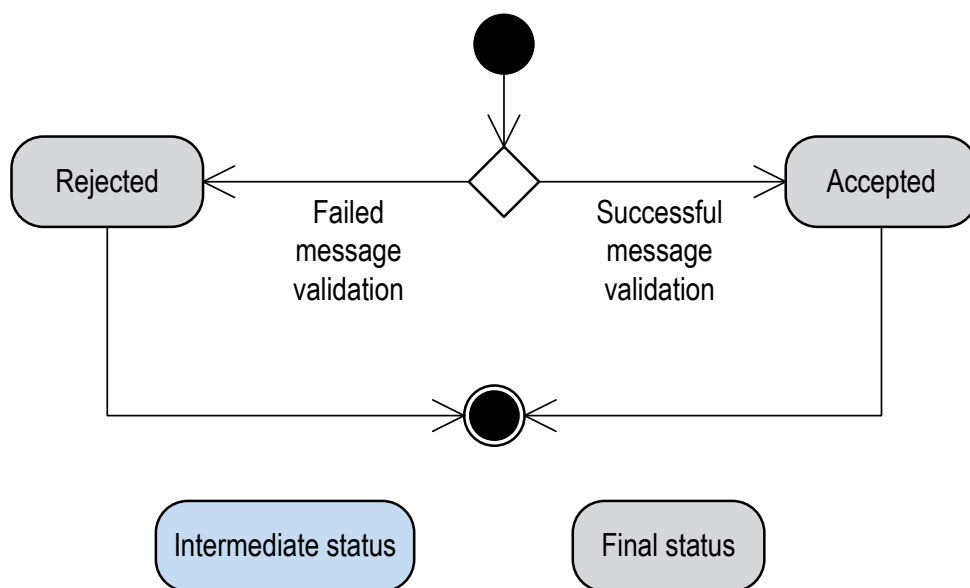 Rejected
Accepted
Failed
message
validation
Successful
message
validation
Intermediate status
Final status